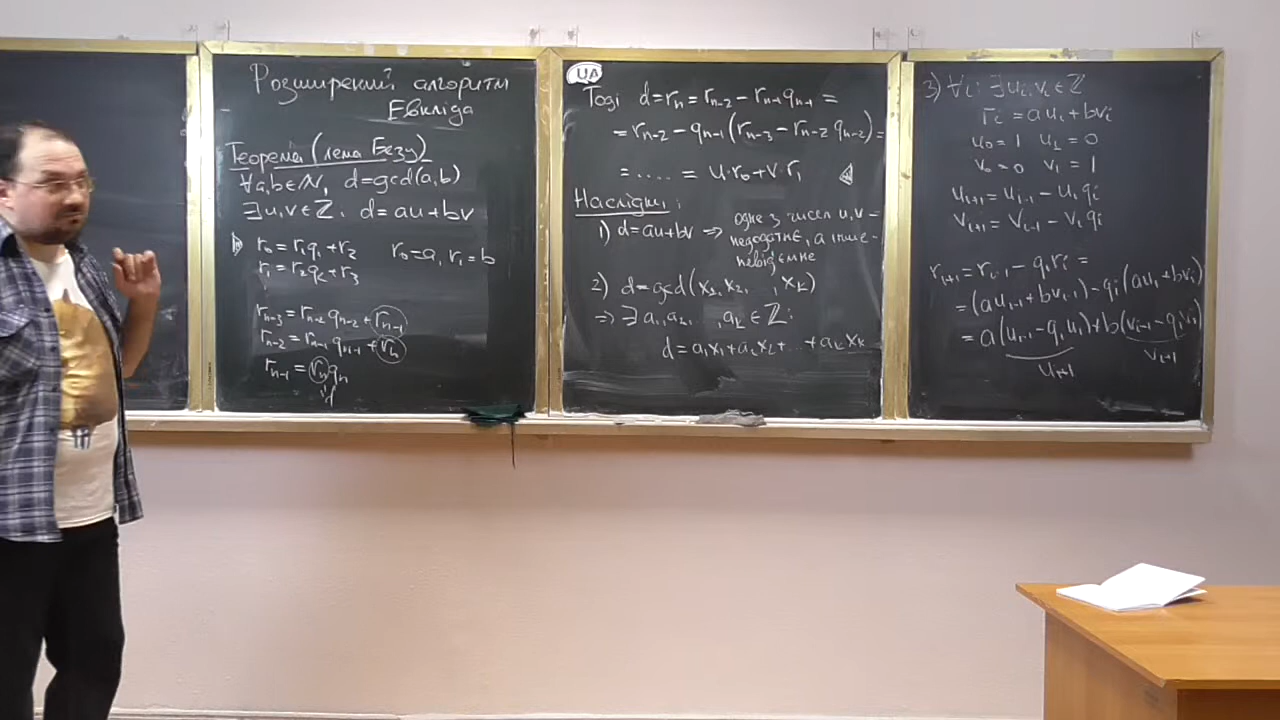 Розширений алгоритм
Евкліда
Теорема (лема Безу)
∀a,b∈ℕ, d=gcd(a,b)
∃u,v∈ℤ: d=au+bv
r₀=r₁q₁+r₂   r₀=a, r₁=b
r₁=r₂q₂+r₃
rₙ₋₃=rₙ₋₂qₙ₋₂+rₙ₋₁
rₙ₋₂=rₙ₋₁qₙ₋₁+rₙ
rₙ₋₁=rₙqₙ
d
UA
Тоді d=rₙ=rₙ₋₂−rₙ₋₁qₙ₋₁=
=rₙ₋₂−qₙ₋₁(rₙ₋₃−rₙ₋₂qₙ₋₂)=
=.....= u·r₀+v·r₁
Наслідки:
1) d=au+bv ⇒ одне з чисел u,v –
недодатнє, а інше –
невід'ємне
2) d=gcd(x₁,x₂, ,xₖ)
⇒ ∃a₁,a₂, ,aₖ∈ℤ:
d=a₁x₁+a₂x₂+...+aₖxₖ
3) ∀i: ∃uᵢ,vᵢ∈ℤ
rᵢ=auᵢ+bvᵢ
u₀=1 u₁=0
v₀=0 v₁=1
uᵢ₊₁=uᵢ₋₁−uᵢqᵢ
vᵢ₊₁=vᵢ₋₁−vᵢqᵢ
rᵢ₊₁=rᵢ₋₁−qᵢrᵢ=
=(auᵢ₋₁+bvᵢ₋₁)−qᵢ(auᵢ+bvᵢ)
=a(uᵢ₋₁−qᵢuᵢ)+b(vᵢ₋₁−qᵢvᵢ)
uᵢ₊₁ vᵢ₊₁